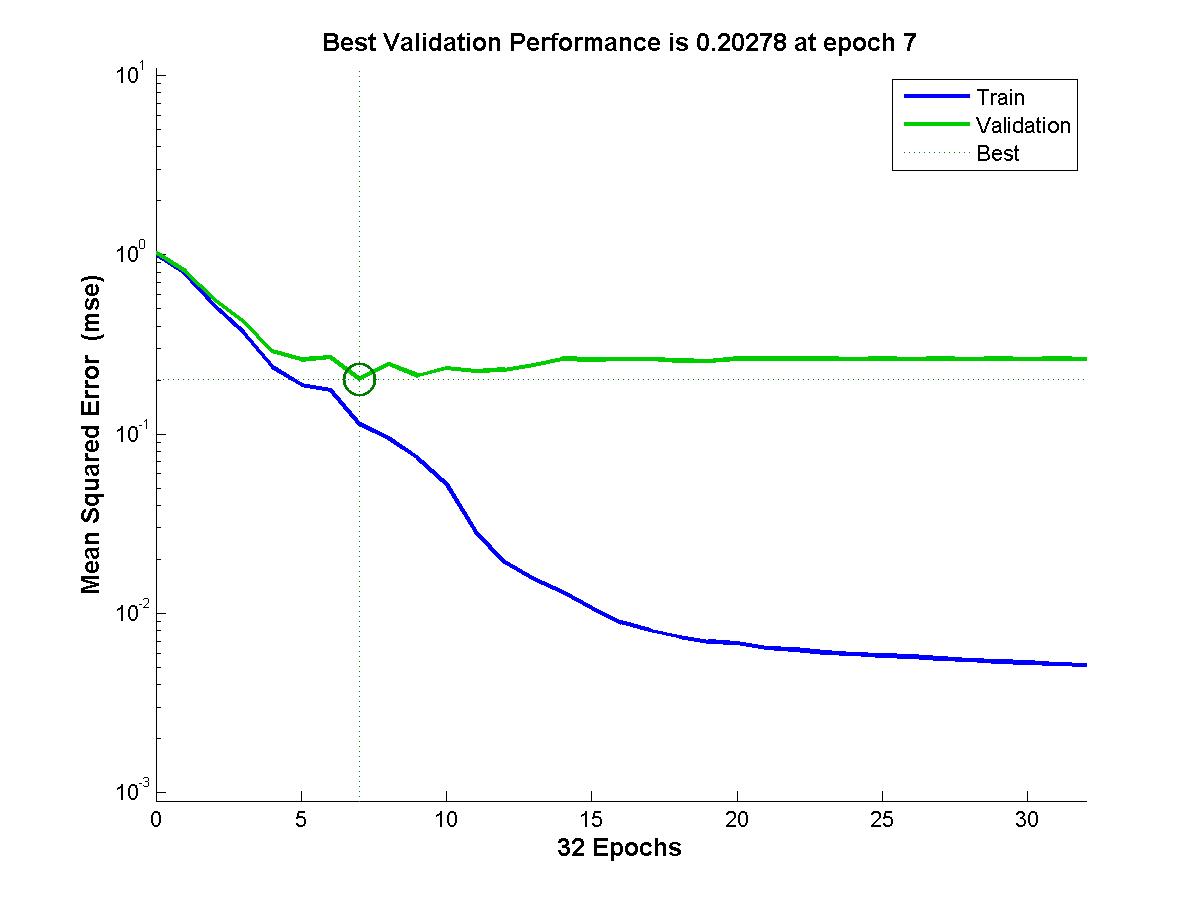 Best Validation Performance is 0.20278 at epoch 7
10^1
10^0
10^-1
10^-2
10^-3
Mean Squared Error (mse)
Train
Validation
Best
0 5 10 15 20 25 30
32 Epochs